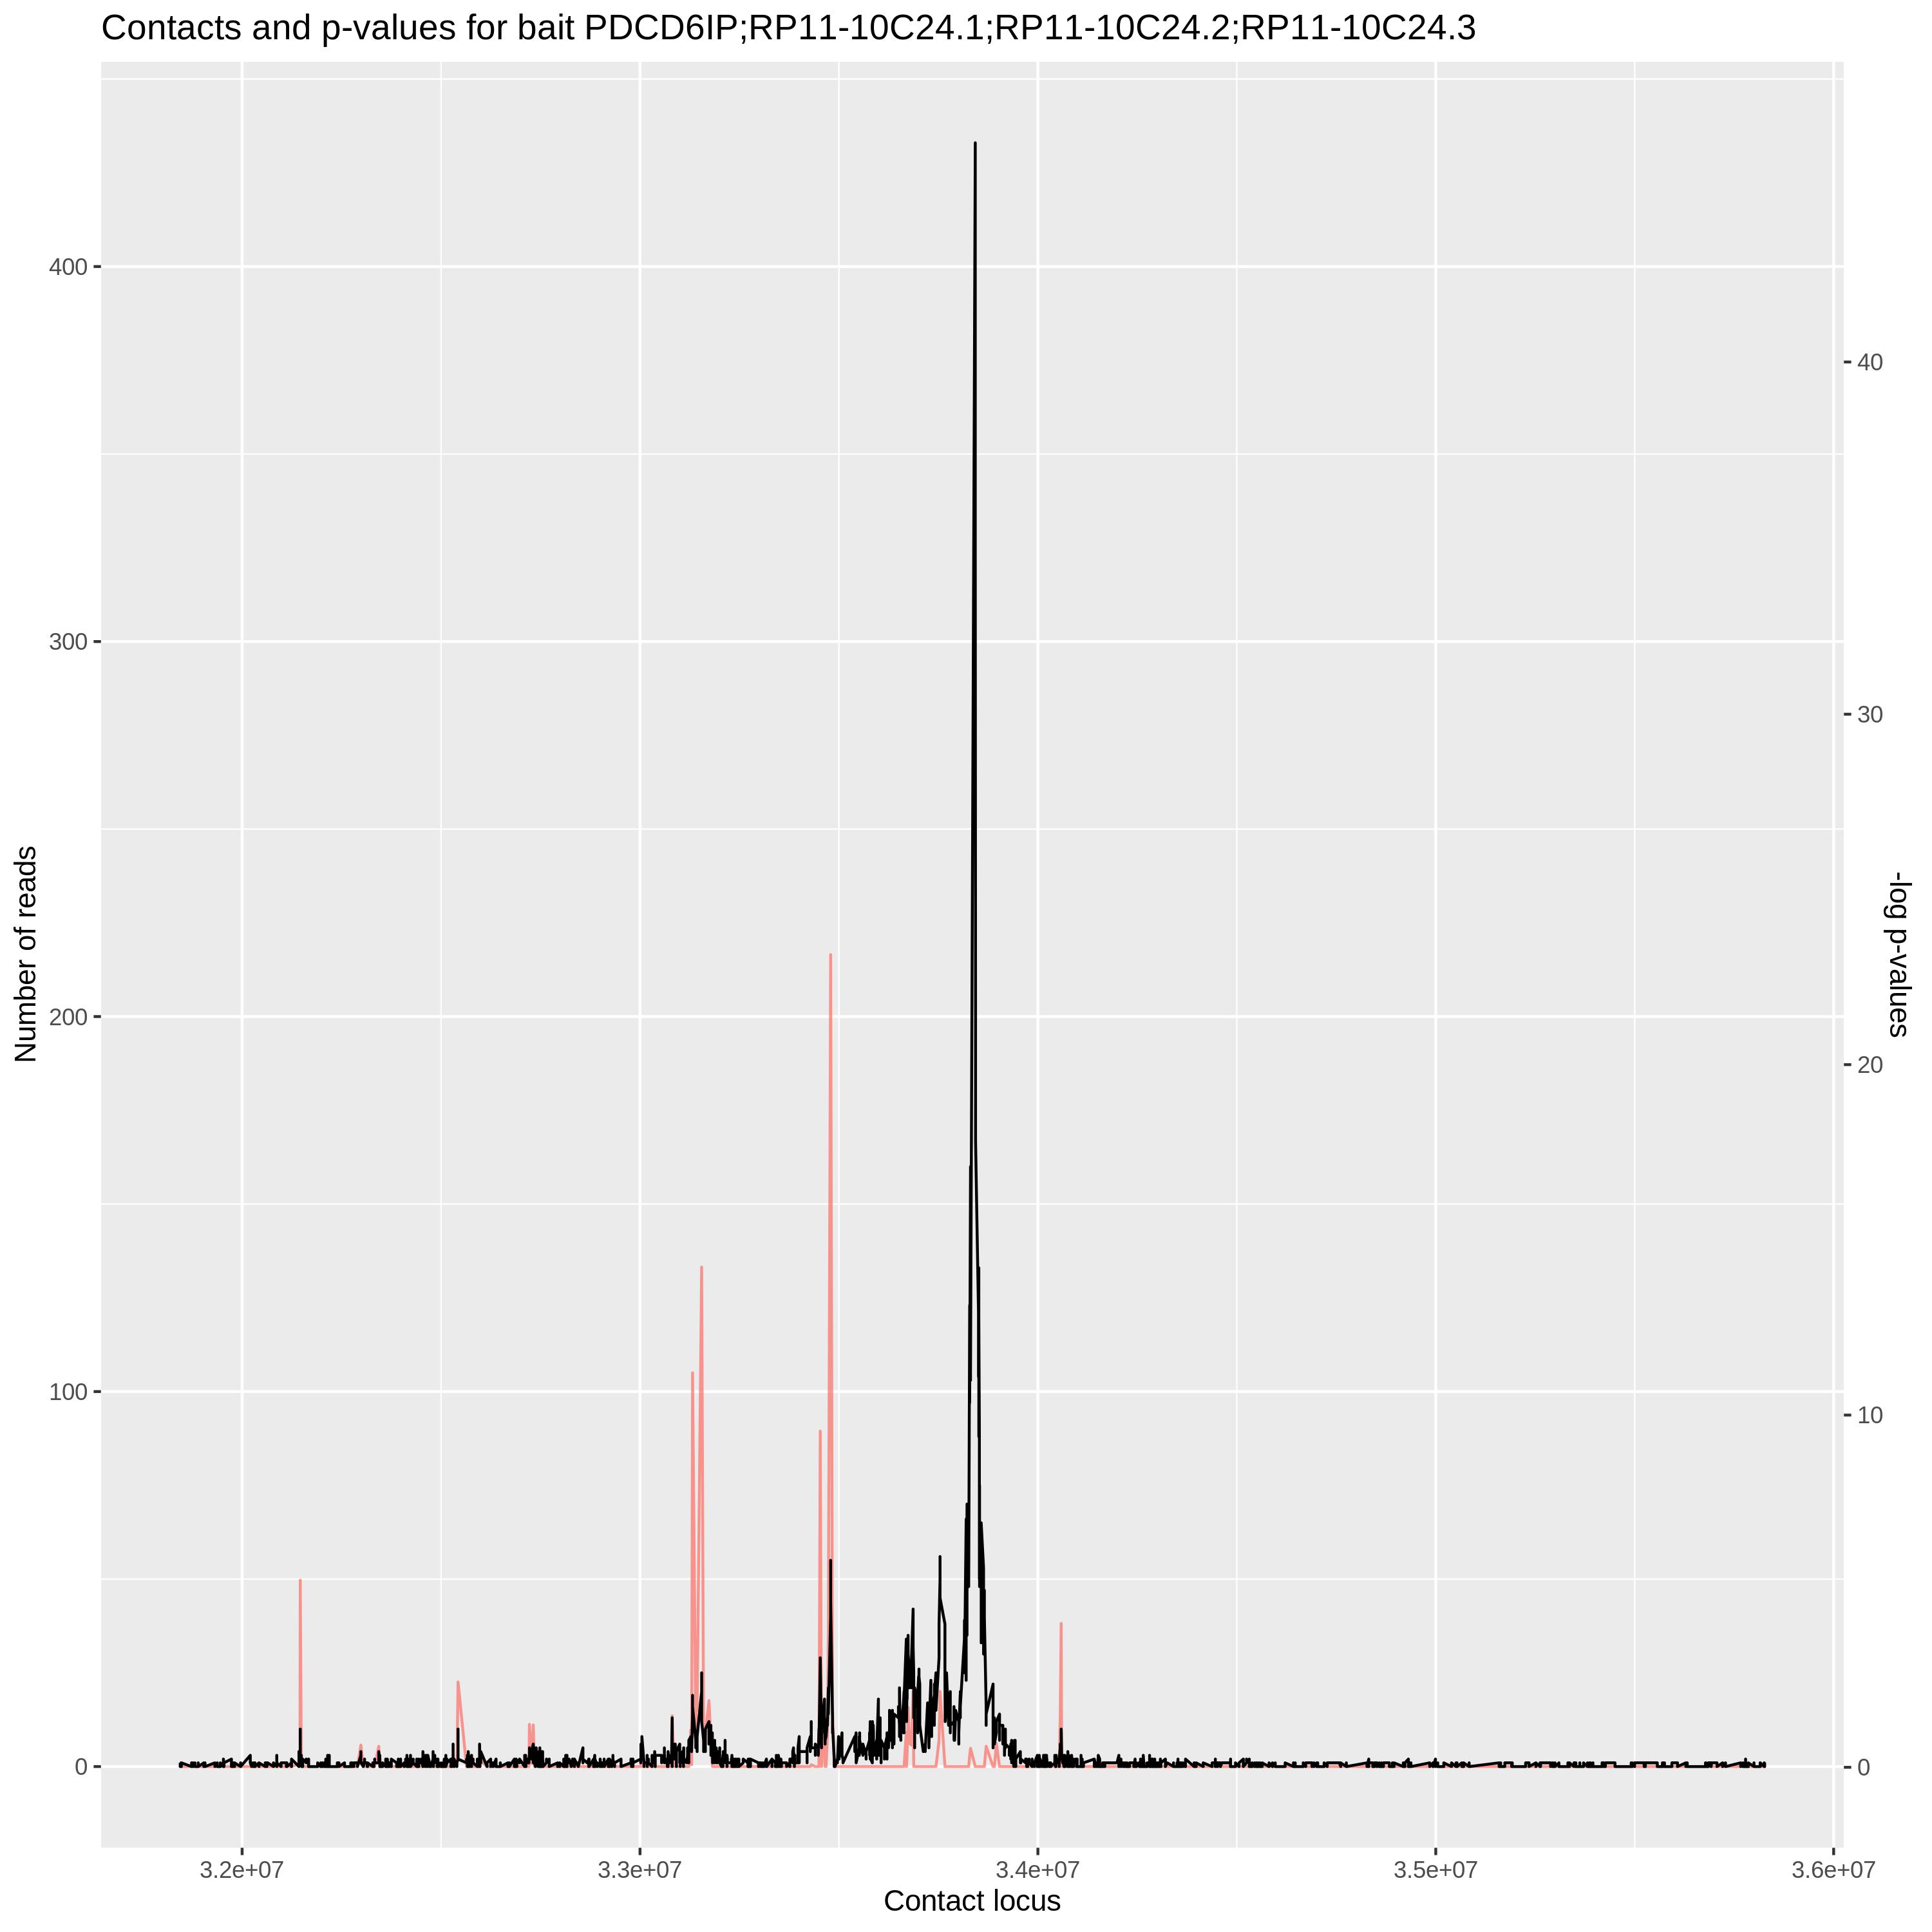 Contacts and p-values for bait PDCD6IP;RP11-10C24.1;RP11-10C24.2;RP11-10C24.3
Number of reads
400
300
200
100
0
40
30
20
10
0
-log p-values
3.2e+07
3.3e+07
3.4e+07
3.5e+07
3.6e+07
Contact locus